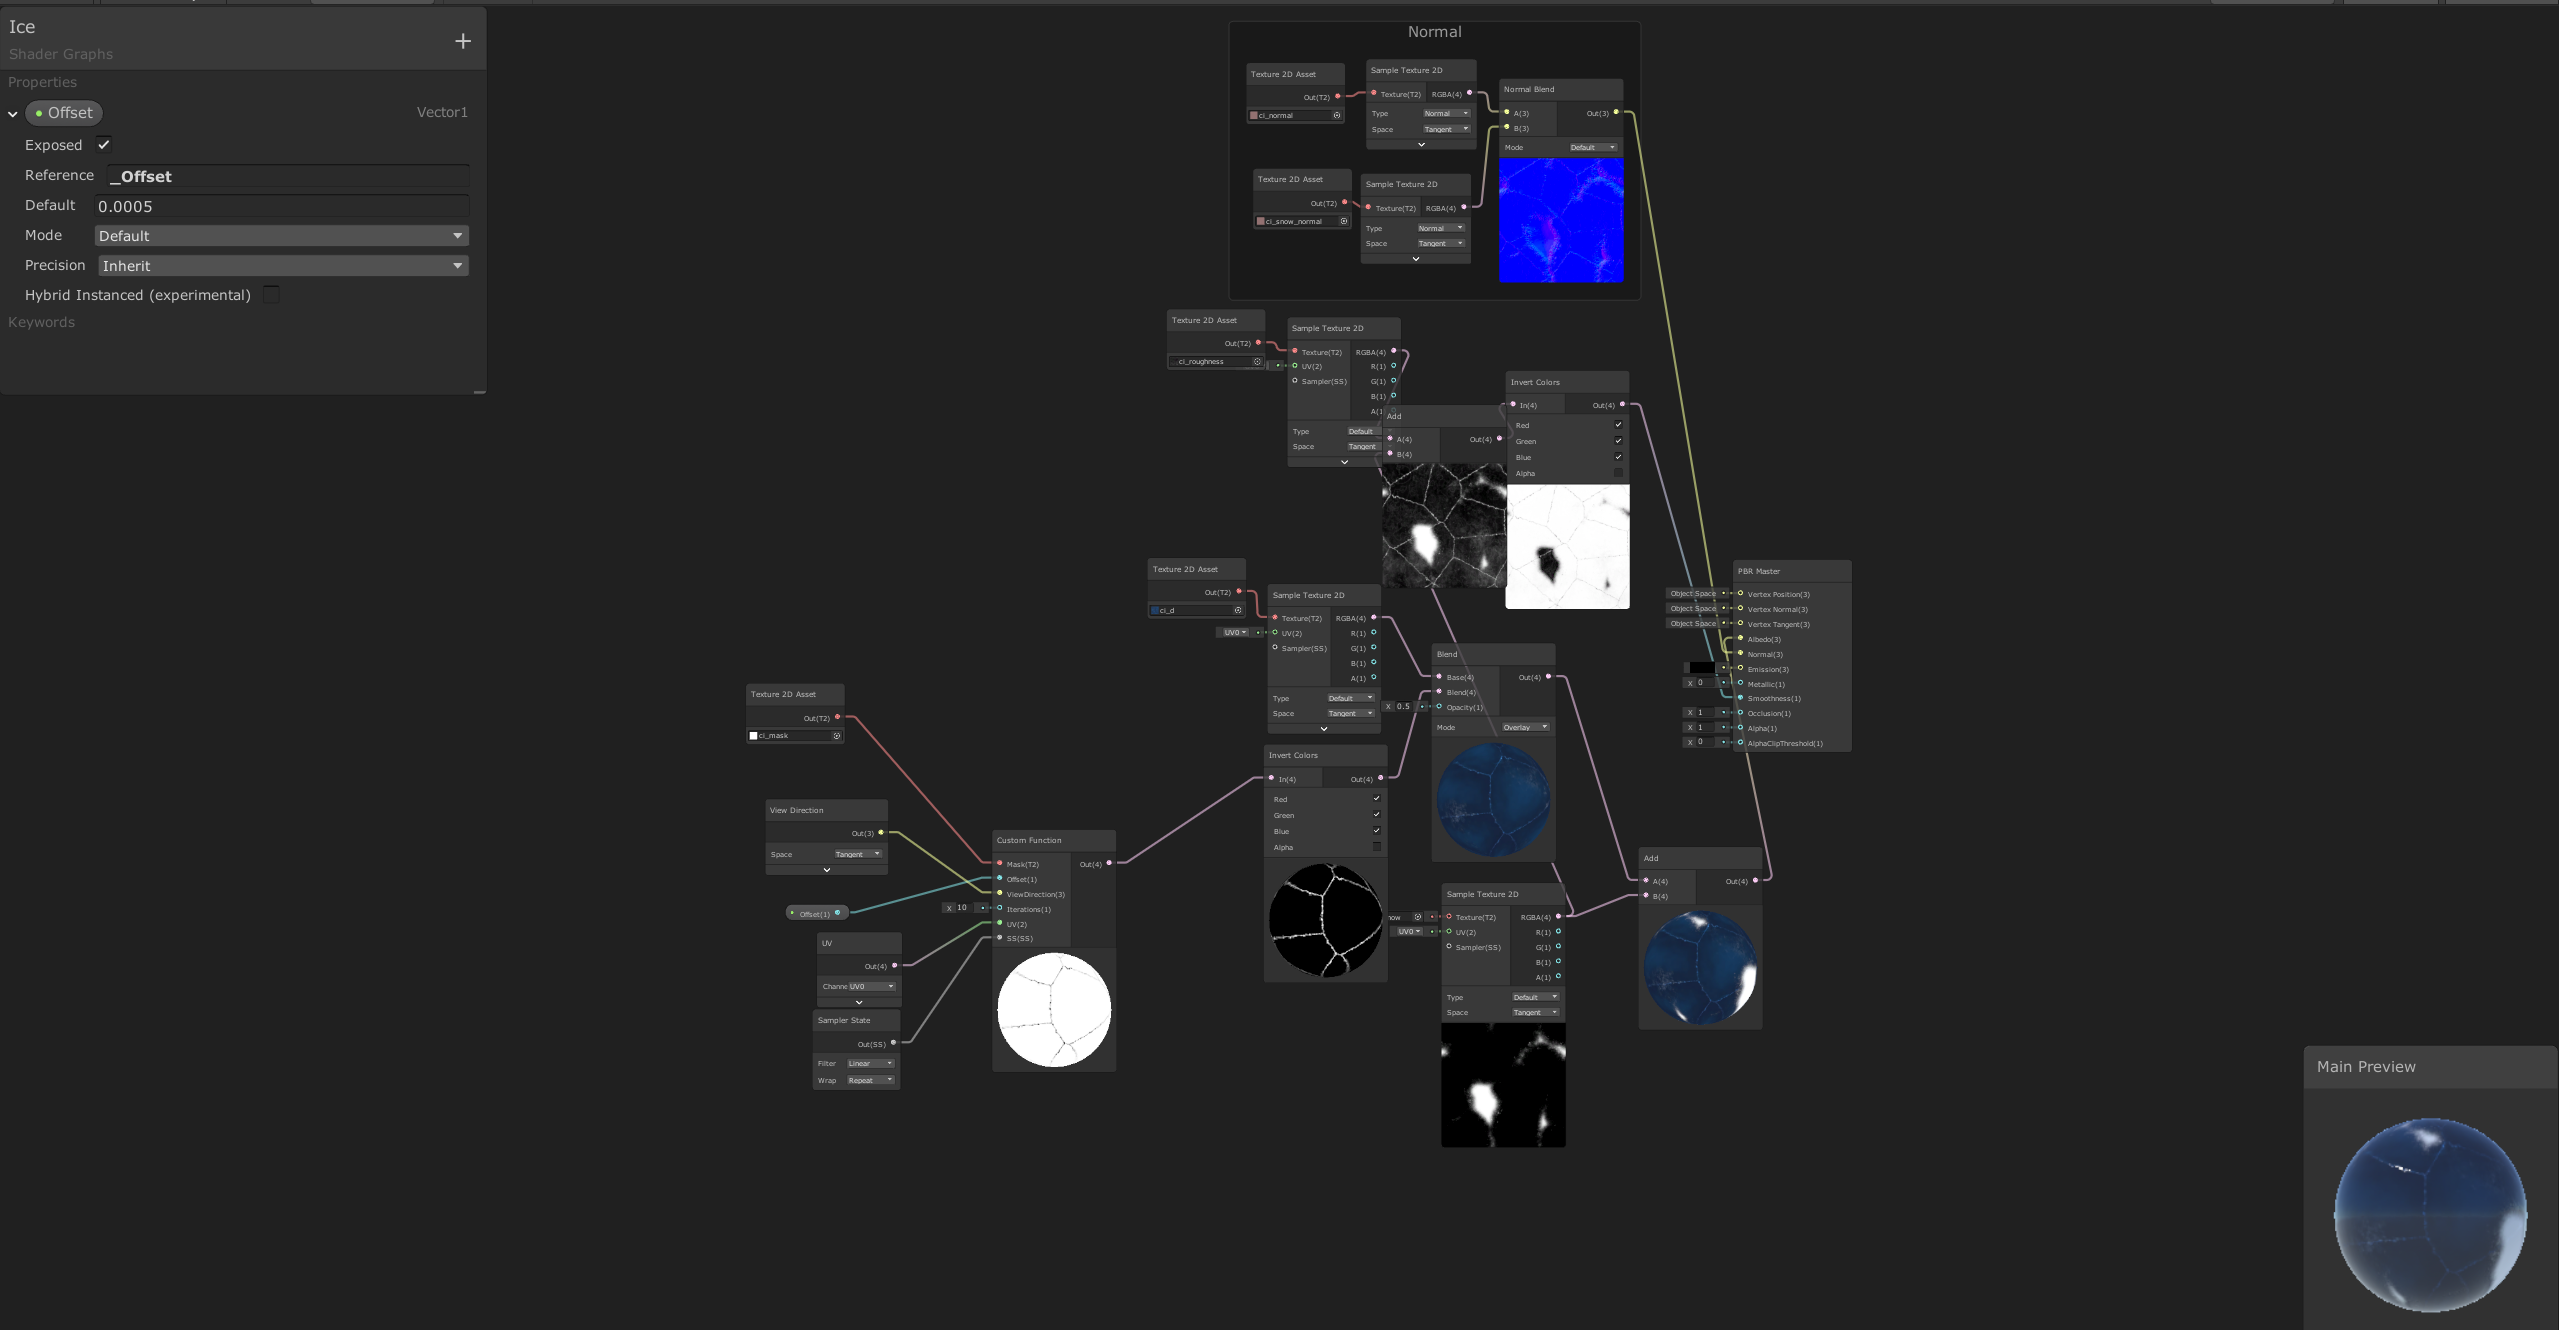 Ice
Shader Graphs
Properties
Offset Vector1
Exposed
Reference _Offset
Default 0.0005
Mode Default
Precision Inherit
Hybrid Instanced (experimental)
Keywords
Normal
Texture 2D Asset
Out(T2)
ci_normal
Sample Texture 2D
Texture(T2) RGBA(4)
Type Normal
Space Tangent
Normal Blend
A(3) Out(3)
B(3)
Mode Default
Texture 2D Asset
Out(T2)
ci_snow_normal
Sample Texture 2D
Texture(T2) RGBA(4)
Type Normal
Space Tangent
Texture 2D Asset
Out(T2)
ci_roughness
Sample Texture 2D
Texture(T2) RGBA(4)
UV(2) R(1)
Sampler(SS) G(1)
B(1)
A(1)
Type Default
Space Tangent
Add
A(4) Out(4)
B(4)
Invert Colors
In(4) Out(4)
Red
Green
Blue
Alpha
Texture 2D Asset
Out(T2)
ci_d
Sample Texture 2D
Texture(T2) RGBA(4)
UV0 UV(2) R(1)
Sampler(SS) G(1)
B(1)
A(1)
Type Default
Space Tangent
Blend
Base(4) Out(4)
Blend(4)
X 0.5 Opacity(1)
Mode Overlay
PBR Master
Object Space Vertex Position(3)
Object Space Vertex Normal(3)
Object Space Vertex Tangent(3)
Albedo(3)
Normal(3)
Emission(3)
X 0 Metallic(1)
Smoothness(1)
X 1 Occlusion(1)
X 1 Alpha(1)
X 0 AlphaClipThreshold(1)
Texture 2D Asset
Out(T2)
ci_mask
View Direction
Out(3)
Space Tangent
Offset(1)
UV
Out(4)
Channe UV0
Sampler State
Out(SS)
Filter Linear
Wrap Repeat
Custom Function
Mask(T2) Out(4)
Offset(1)
ViewDirection(3)
X 10 Iterations(1)
UV(2)
SS(SS)
Invert Colors
In(4) Out(4)
Red
Green
Blue
Alpha
Sample Texture 2D
now Texture(T2) RGBA(4)
UV0 UV(2) R(1)
Sampler(SS) G(1)
B(1)
A(1)
Type Default
Space Tangent
Add
A(4) Out(4)
B(4)
Main Preview